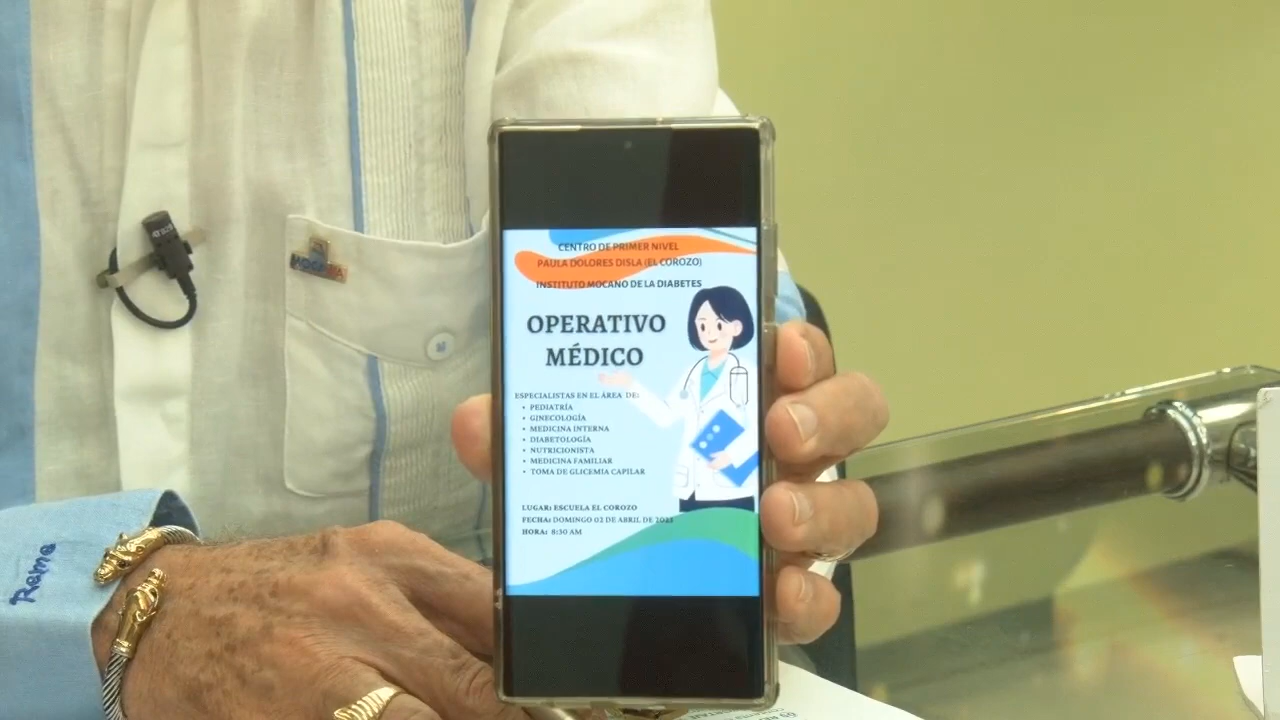 CENTRO DE PRIMER NIVEL
PAULA DOLORES DISLA (EL COROZO)
INSTITUTO MOCANO DE LA DIABETES
OPERATIVO
MÉDICO
ESPECIALISTAS EN EL ÁREA DE:
• PEDIATRÍA
• GINECOLOGÍA
• MEDICINA INTERNA
• DIABETOLOGÍA
• NUTRICIONISTA
• MEDICINA FAMILIAR
• TOMA DE GLICEMIA CAPILAR
LUGAR: ESCUELA EL COROZO
FECHA: DOMINGO 02 DE ABRIL DE 2023
HORA: 8:30 AM